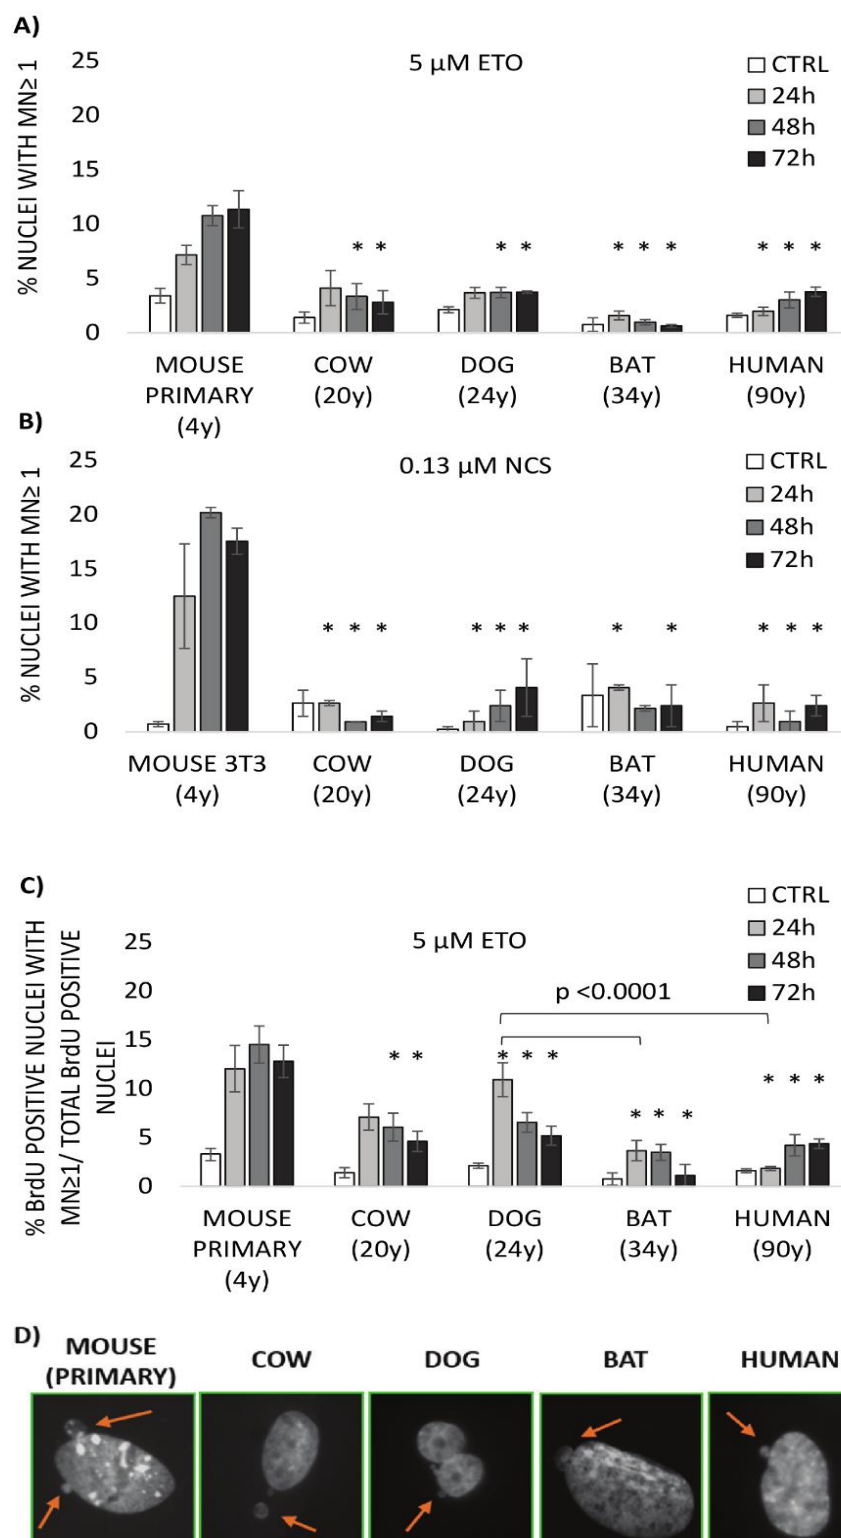 A)
% NUCLEI WITH MN≥ 1
25
20
15
10
5
0
5 µM ETO
CTRL
24h
48h
72h
* * * * * * * * * *
MOUSE PRIMARY (4y)
COW (20y)
DOG (24y)
BAT (34y)
HUMAN (90y)
B)
% NUCLEI WITH MN≥ 1
25
20
15
10
5
0
0.13 µM NCS
CTRL
24h
48h
72h
* * * * * * * * * * *
MOUSE 3T3 (4y)
COW (20y)
DOG (24y)
BAT (34y)
HUMAN (90y)
C)
% BrdU POSITIVE NUCLEI WITH
MN≥1/ TOTAL BrdU POSITIVE
NUCLEI
25
20
15
10
5
0
5 µM ETO
CTRL
24h
48h
72h
p <0.0001
* * * * * * * * * * *
MOUSE PRIMARY (4y)
COW (20y)
DOG (24y)
BAT (34y)
HUMAN (90y)
D)
MOUSE (PRIMARY)
COW
DOG
BAT
HUMAN